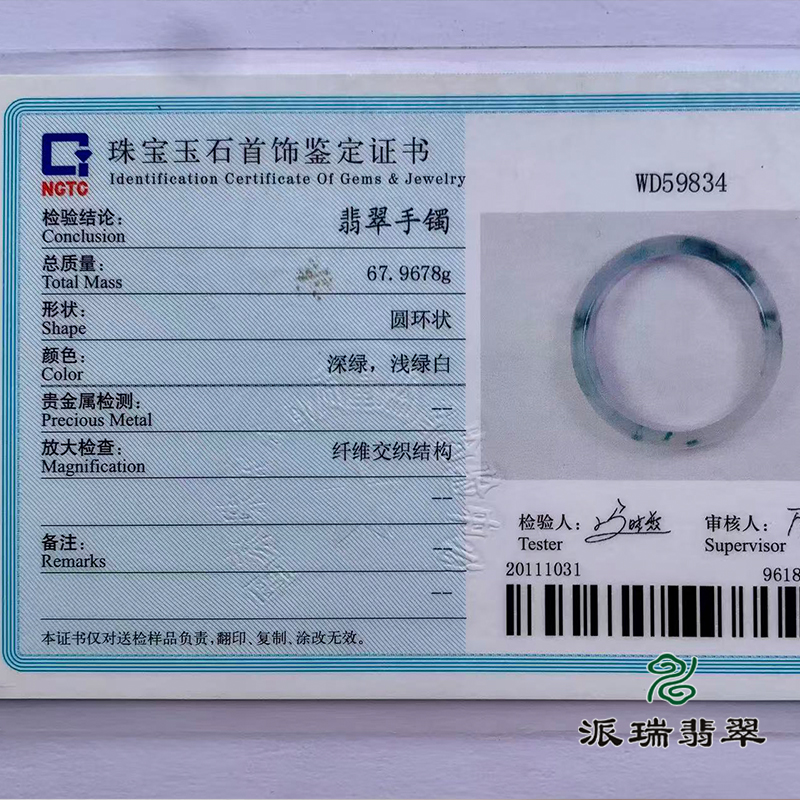 珠宝玉石首饰鉴定证书
Identification Certificate Of Gems & Jewelry
NGTC
检验结论：
翡翠手镯
Conclusion
总质量：
67.9678g
Total Mass
形状：
圆环状
Shape
颜色：
深绿，浅绿白
Color
贵金属检测：
--
Precious Metal
放大检查：
纤维交织结构
Magnification
--
备注：
--
Remarks
--
本证书仅对送检样品负责，翻印、复制、涂改无效。
WD59834
检验人： 审核人：
Tester Supervisor
20111031 9618
派瑞翡翠